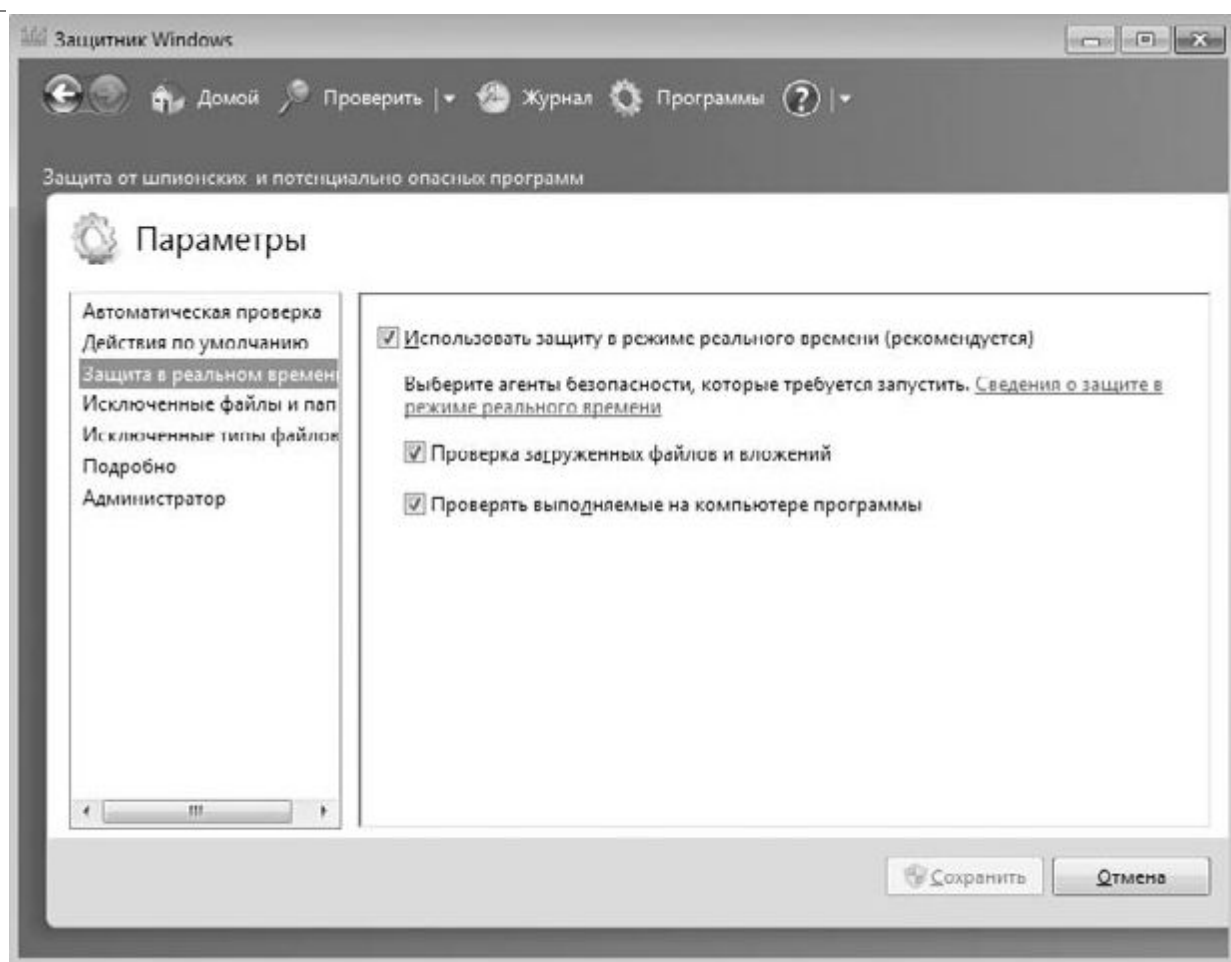 Защитник Windows
Домой Проверить Журнал Программы ?
Защита от шпионских и потенциально опасных программ
Параметры
Автоматическая проверка
Действия по умолчанию
Защита в реальном времени
Исключенные файлы и пап
Исключенные типы файлов
Подробно
Администратор
Использовать защиту в режиме реального времени (рекомендуется)
Выберите агенты безопасности, которые требуется запустить. Сведения о защите в
режиме реального времени
Проверка загруженных файлов и вложений
Проверять выполняемые на компьютере программы
Сохранить Отмена